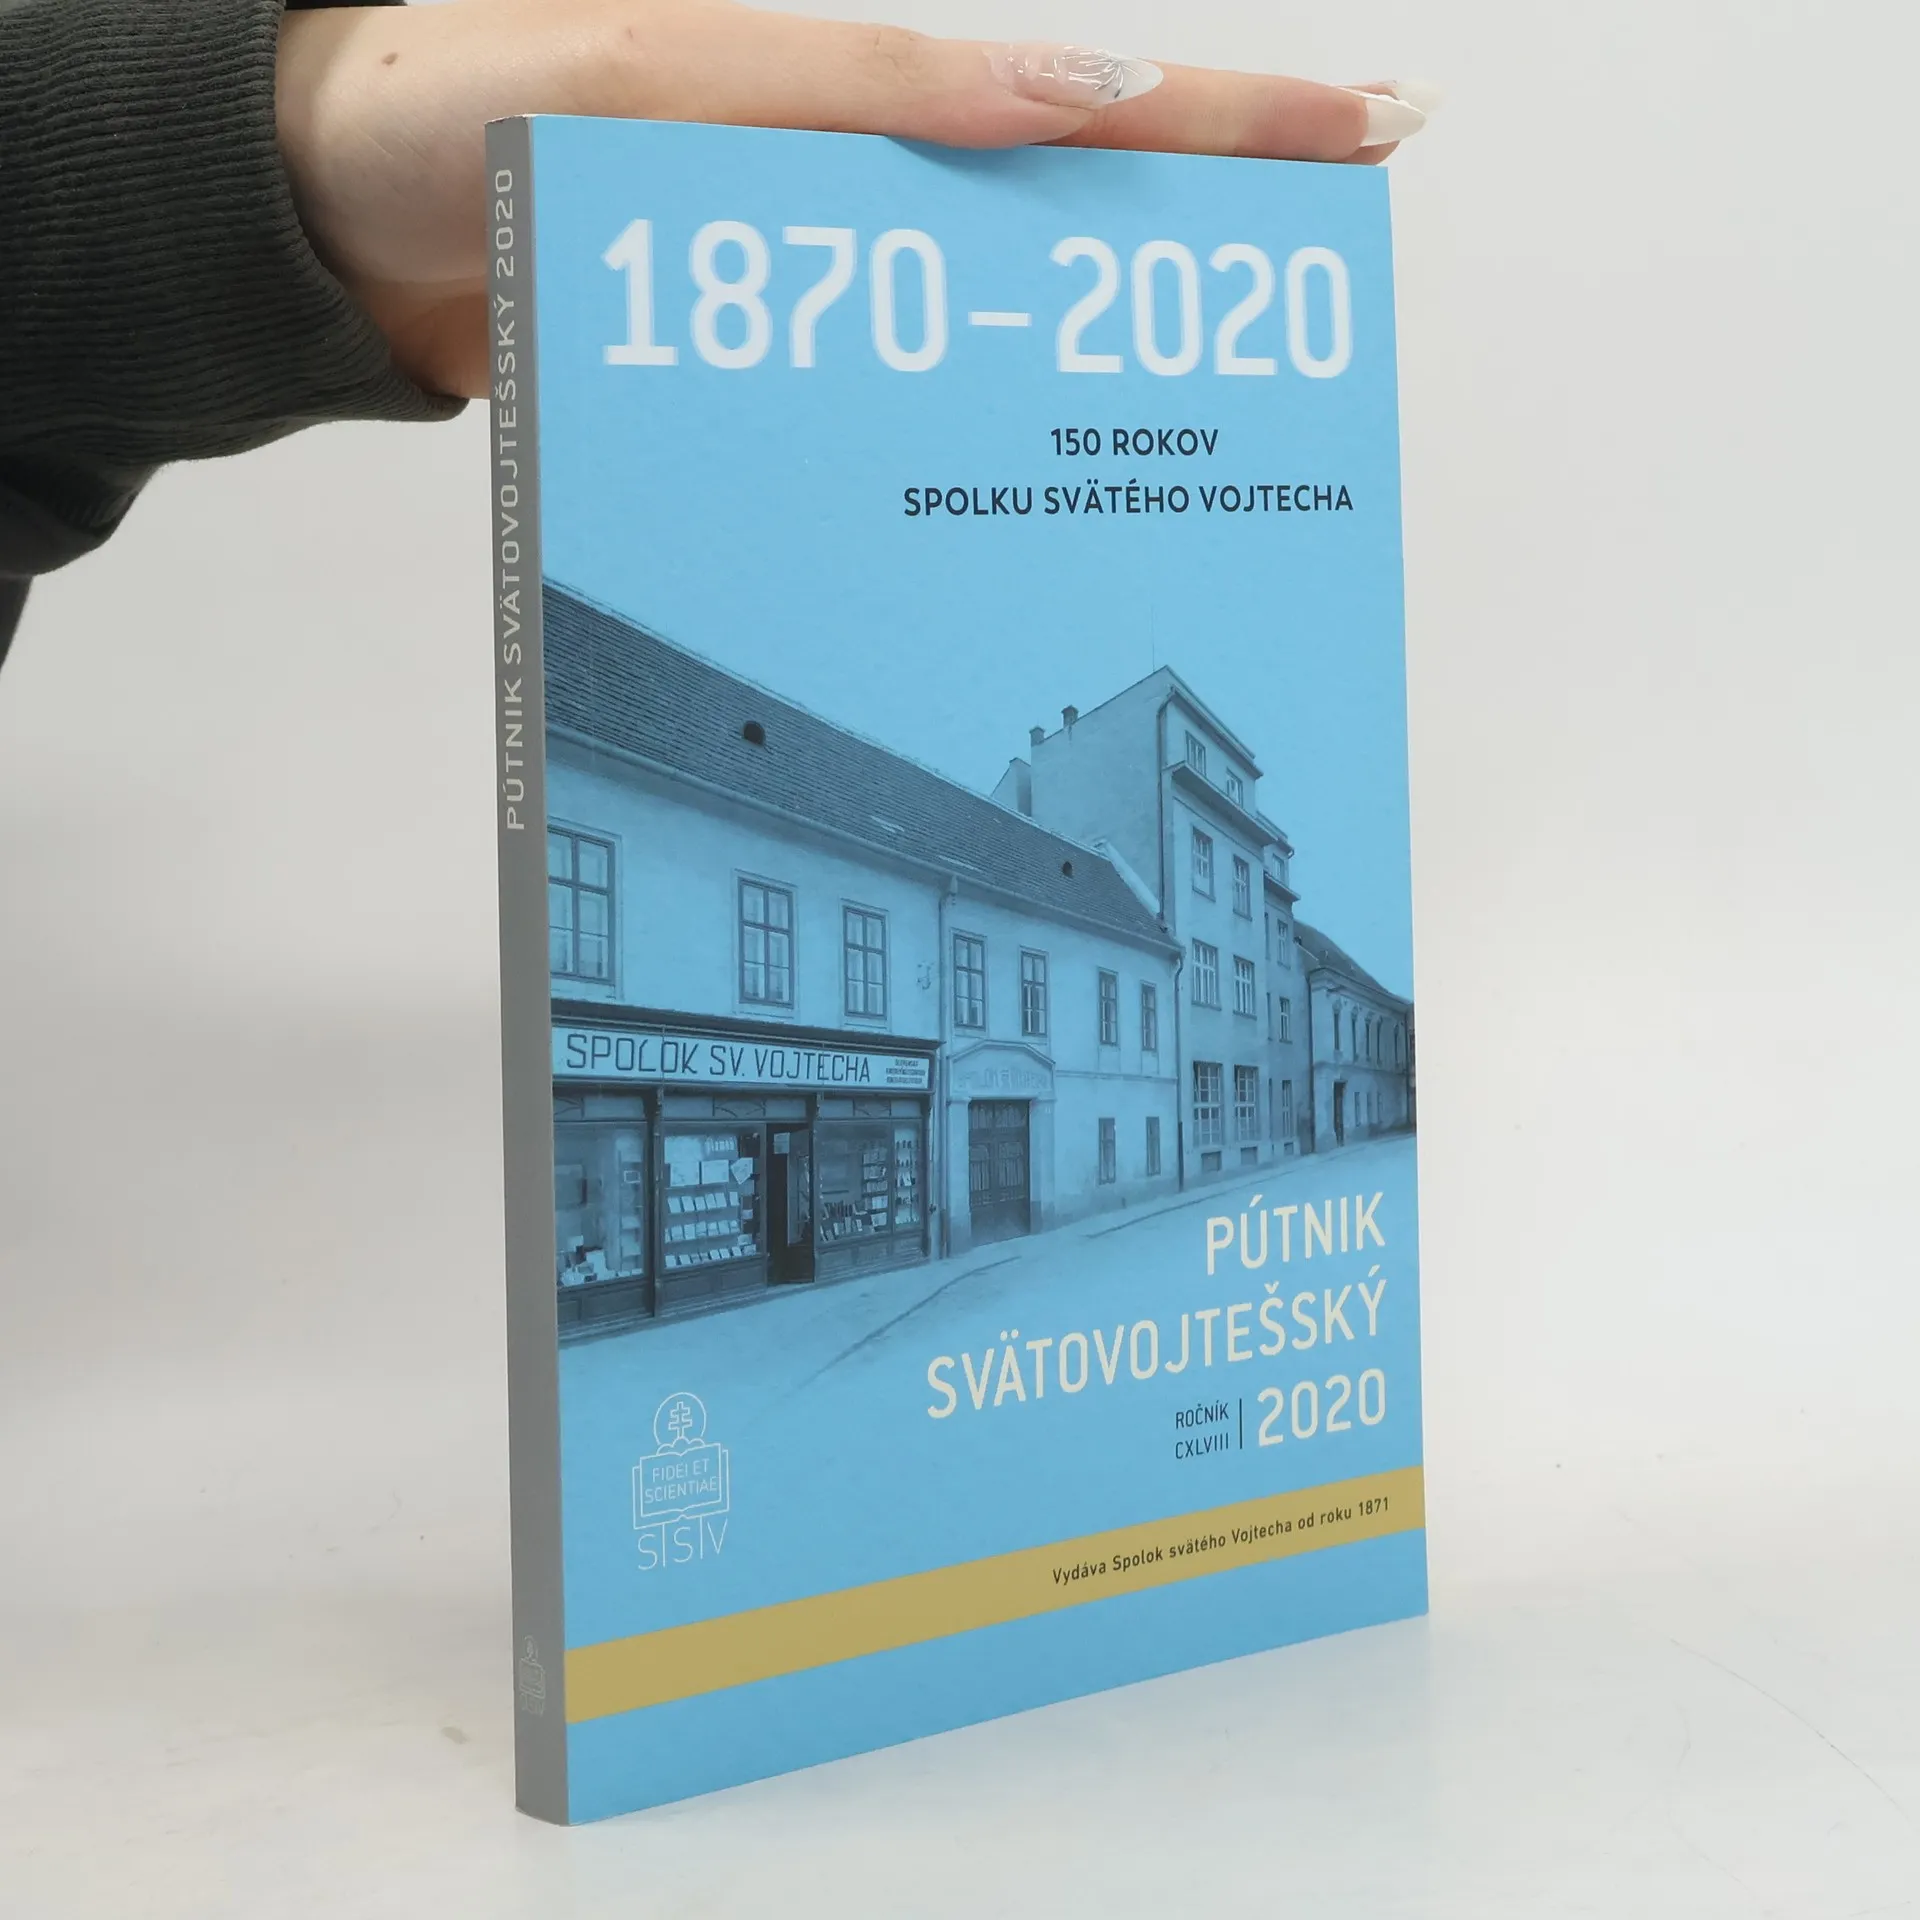 PÚTNIK SVÄTOVOJTEŠSKÝ 2020
1870–2020
150 ROKOV
SPOLKU SVÄTÉHO VOJTECHA
SPOLOK SV. VOJTECHA
PÚTNIK
SVÄTOVOJTEŠSKÝ
ROČNÍK
CXLVIII
2020
FIDEI ET
SCIENTIAE
SSV
Vydáva Spolok svätého Vojtecha od roku 1871